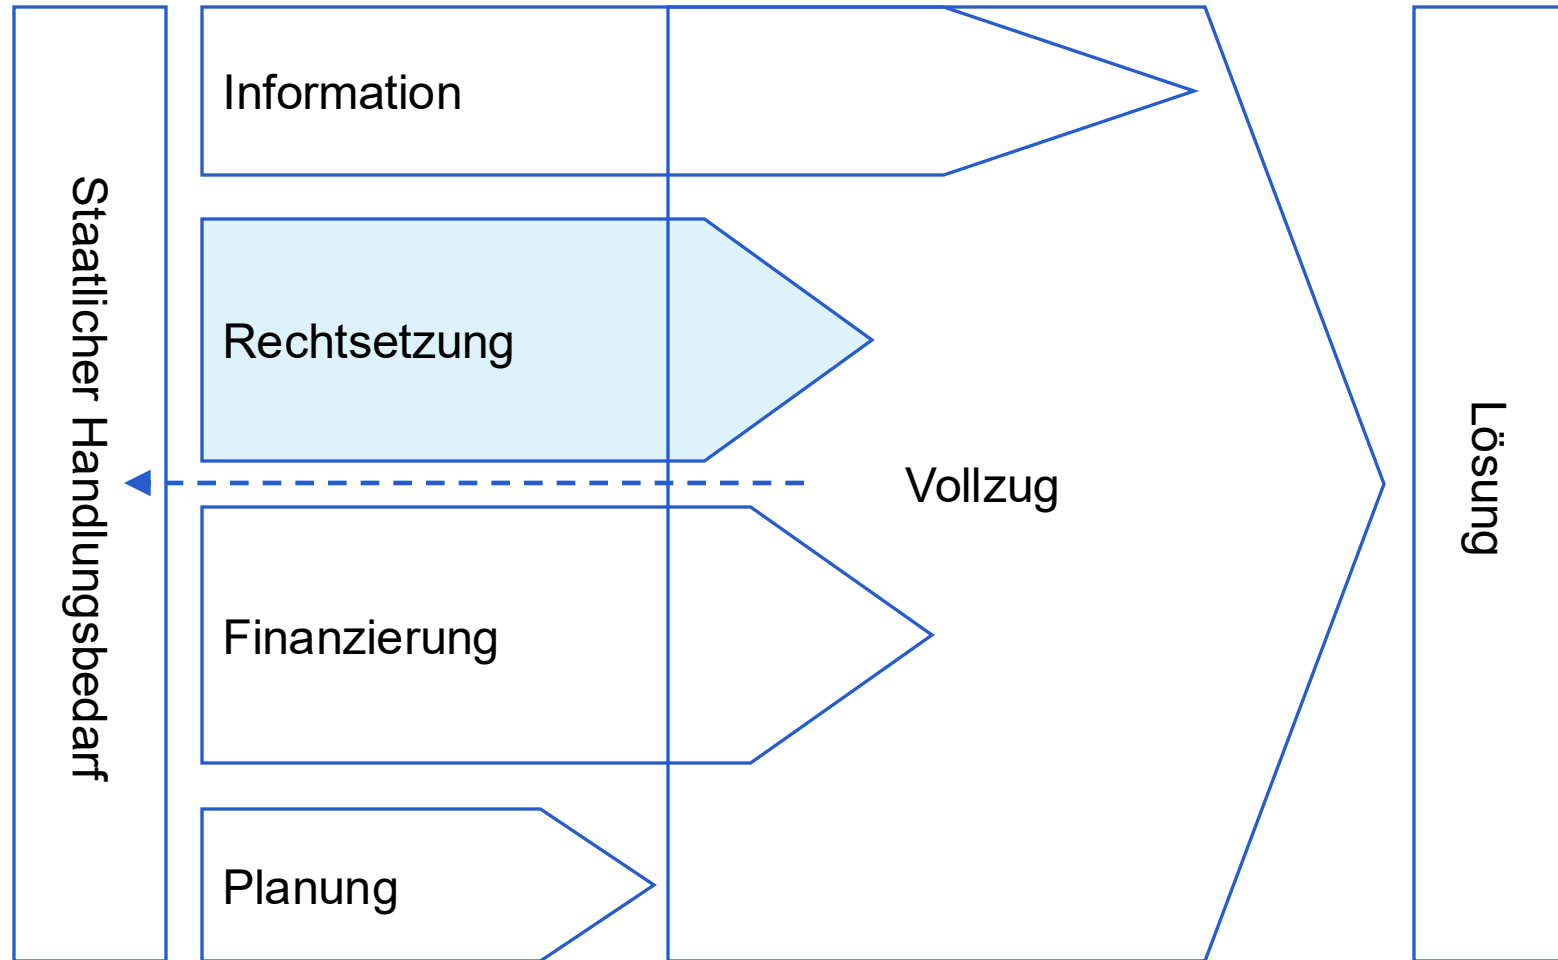 Staatlicher Handlungsbedarf
Information
Rechtsetzung
Finanzierung
Planung
Vollzug
Lösung